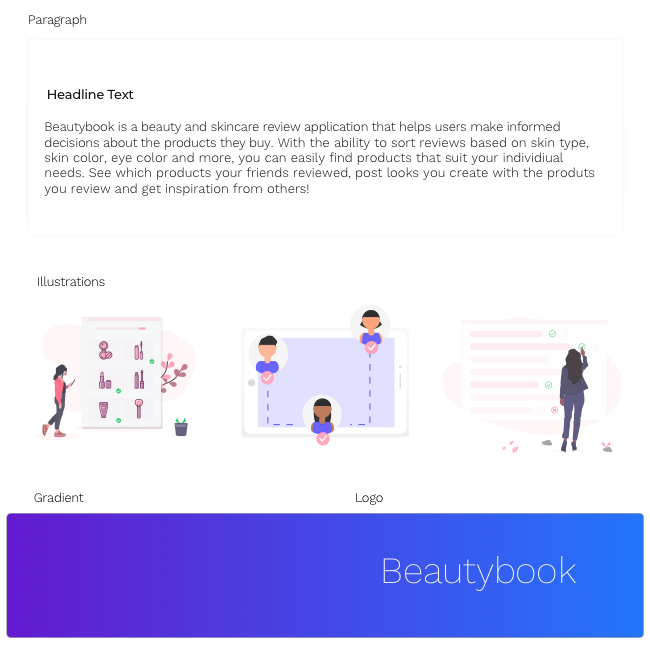 Paragraph
Headline Text
Beautybook is a beauty and skincare review application that helps users make informed
decisions about the products they buy. With the ability to sort reviews based on skin type,
skin color, eye color and more, you can easily find products that suit your individiual
needs. See which products your friends reviewed, post looks you create with the produts
you review and get inspiration from others!
Illustrations
Gradient
Logo
Beautybook